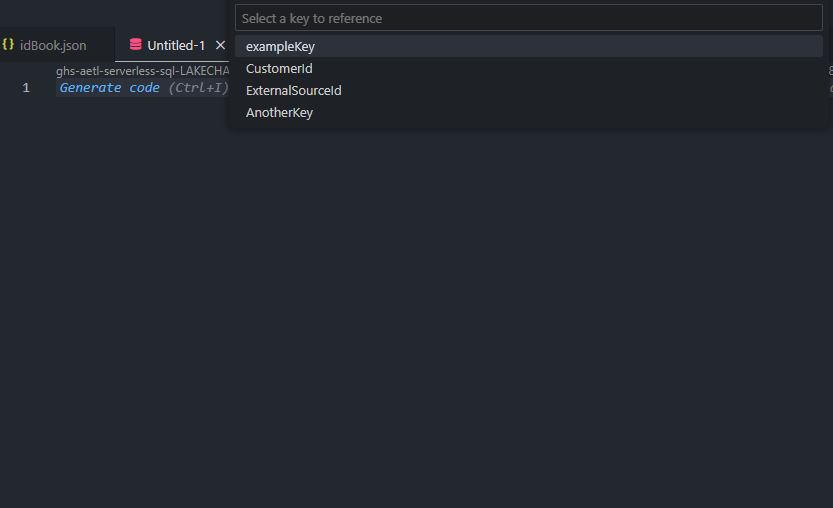 Select a key to reference
{} idBook.json
Untitled-1 ×
exampleKey
CustomerId
ExternalSourceId
AnotherKey
ghs-aetl-serverless-sql-LAKECHA
1 Generate code (Ctrl+I)